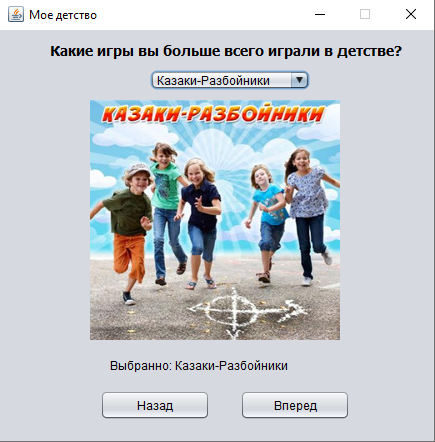 Мое детство
Какие игры вы больше всего играли в детстве?
Казаки-Разбойники
КАЗАКИ-РАЗБОЙНИКИ
Выбранно: Казаки-Разбойники
Назад
Вперед